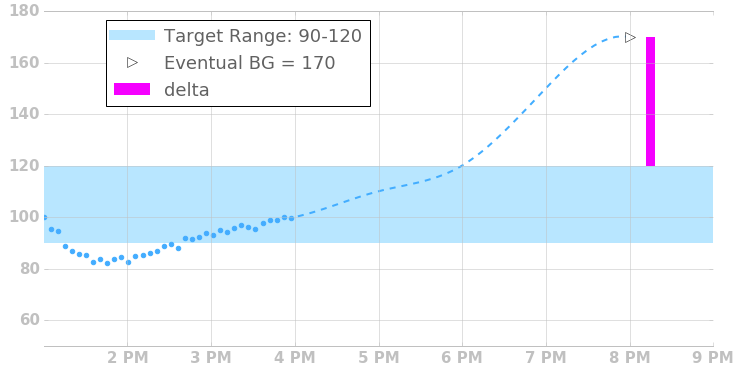 180
160
140
120
100
80
60
Target Range: 90-120
Eventual BG = 170
delta
2 PM 3 PM 4 PM 5 PM 6 PM 7 PM 8 PM 9 PM